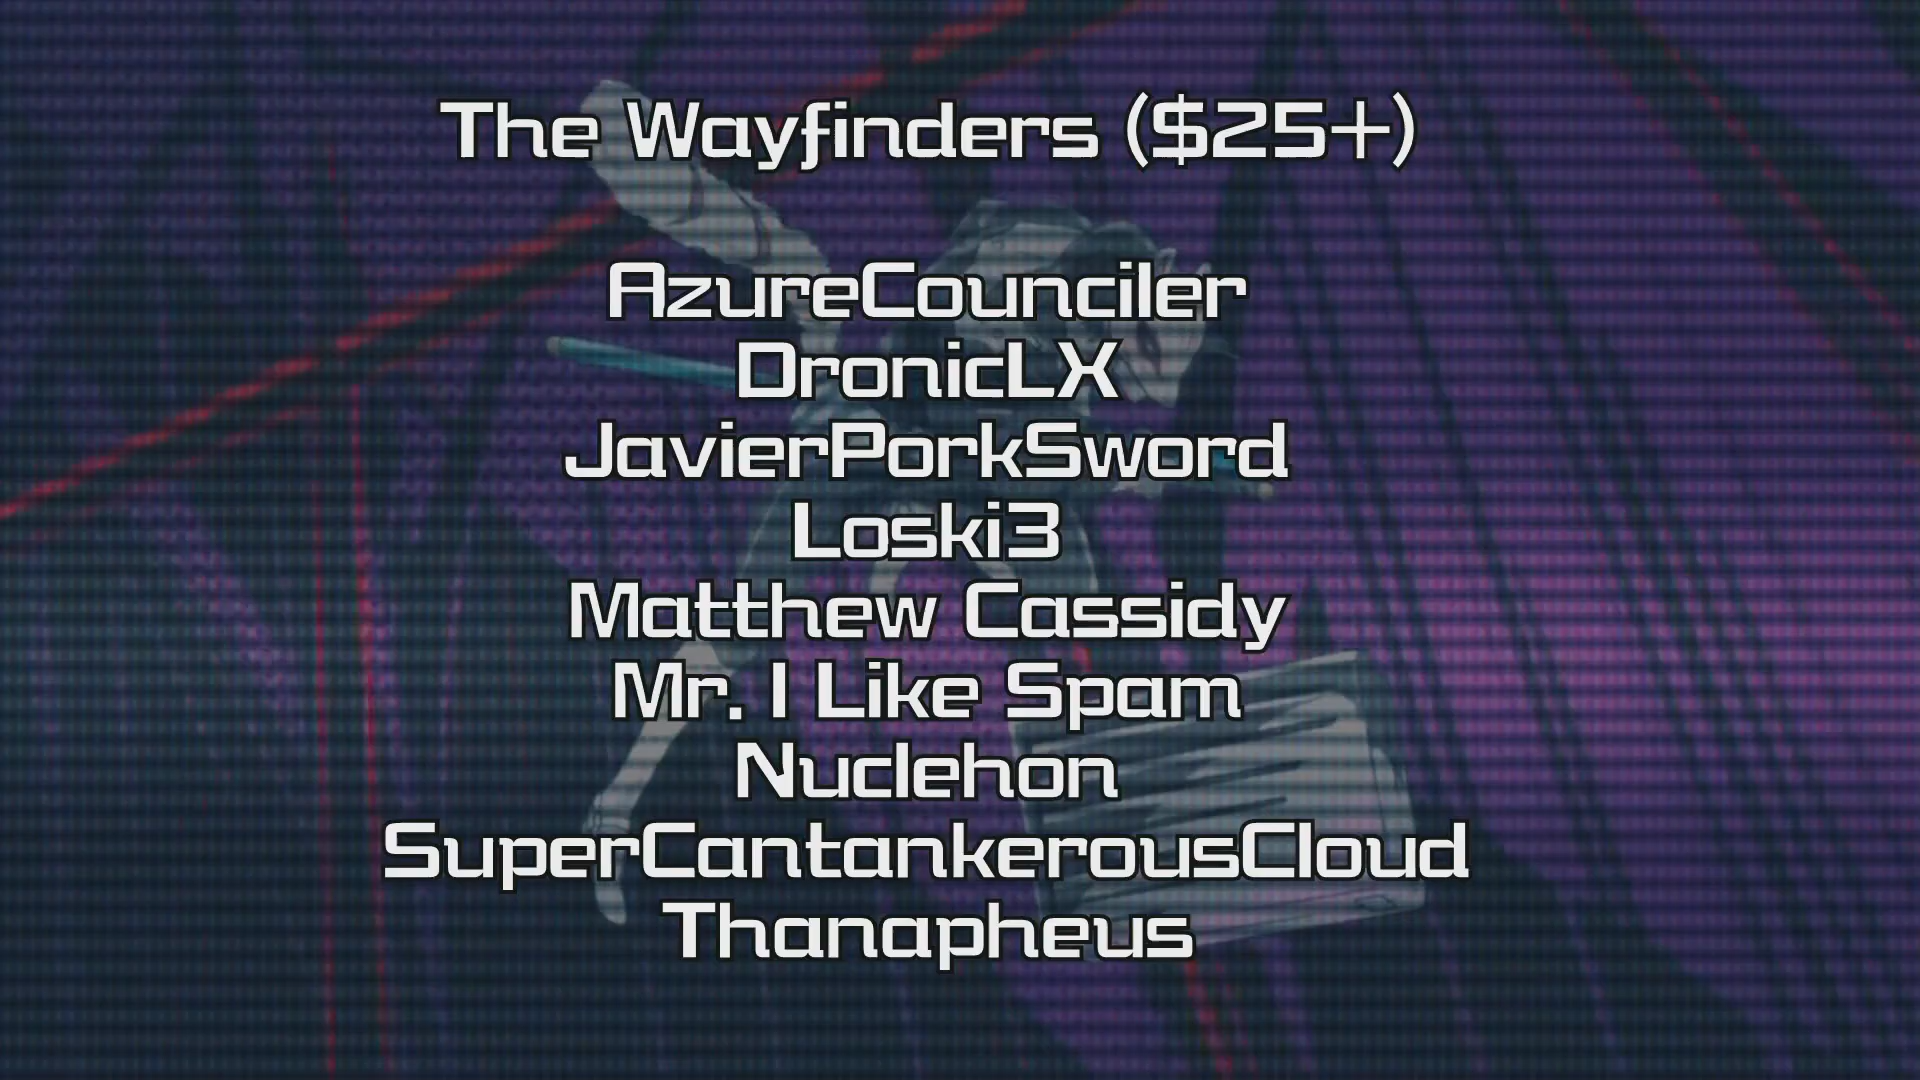 The Wayfinders ($25+)
AzureCounciler
DronicLX
JavierPorkSword
Loski3
Matthew Cassidy
Mr. I Like Spam
Nuclehon
SuperCantankerousCloud
Thanapheus